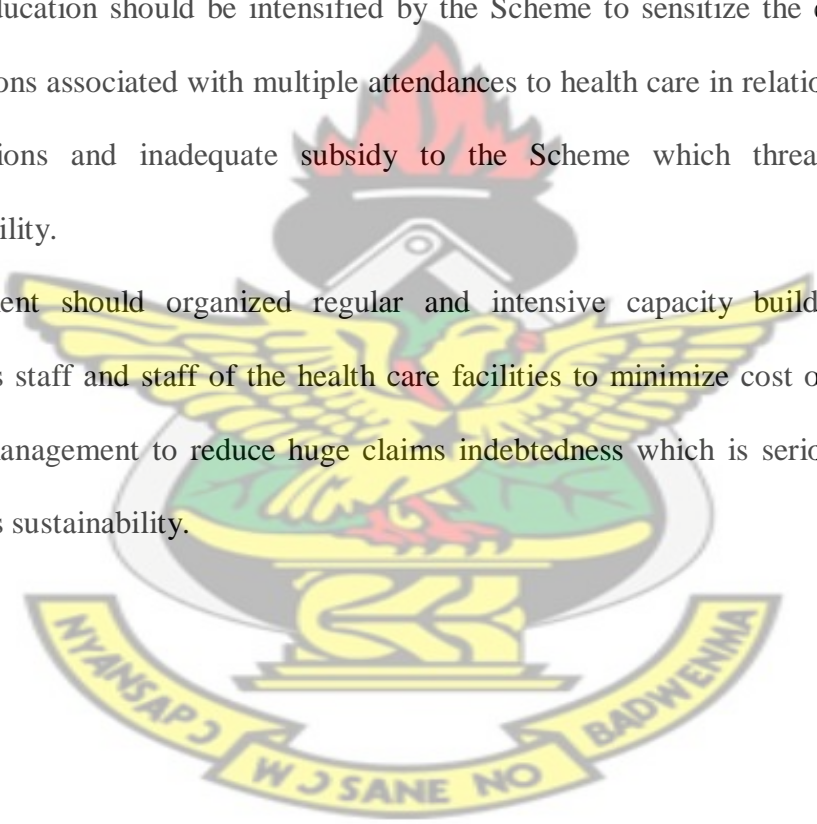 ucation should be intensified by the Scheme to sensitize the
ons associated with multiple attendances to health care in relatio
ions and inadequate subsidy to the Scheme which threa
ility.
ent should organized regular and intensive capacity build
s staff and staff of the health care facilities to minimize cost o
anagement to reduce huge claims indebtedness which is serio
s sustainability.
NYANSAPƆ
WƆSANE NO
BADWENMA